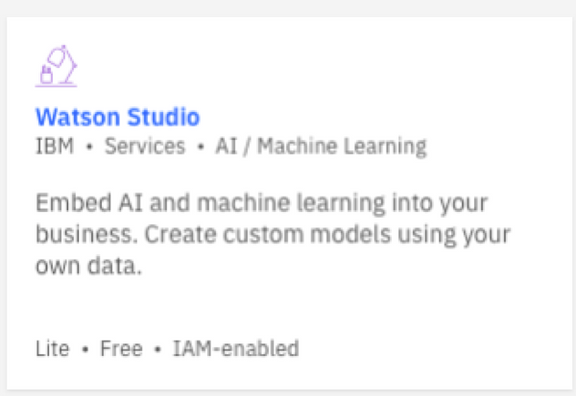 Watson Studio
IBM • Services • AI / Machine Learning
Embed AI and machine learning into your
business. Create custom models using your
own data.
Lite • Free • IAM-enabled